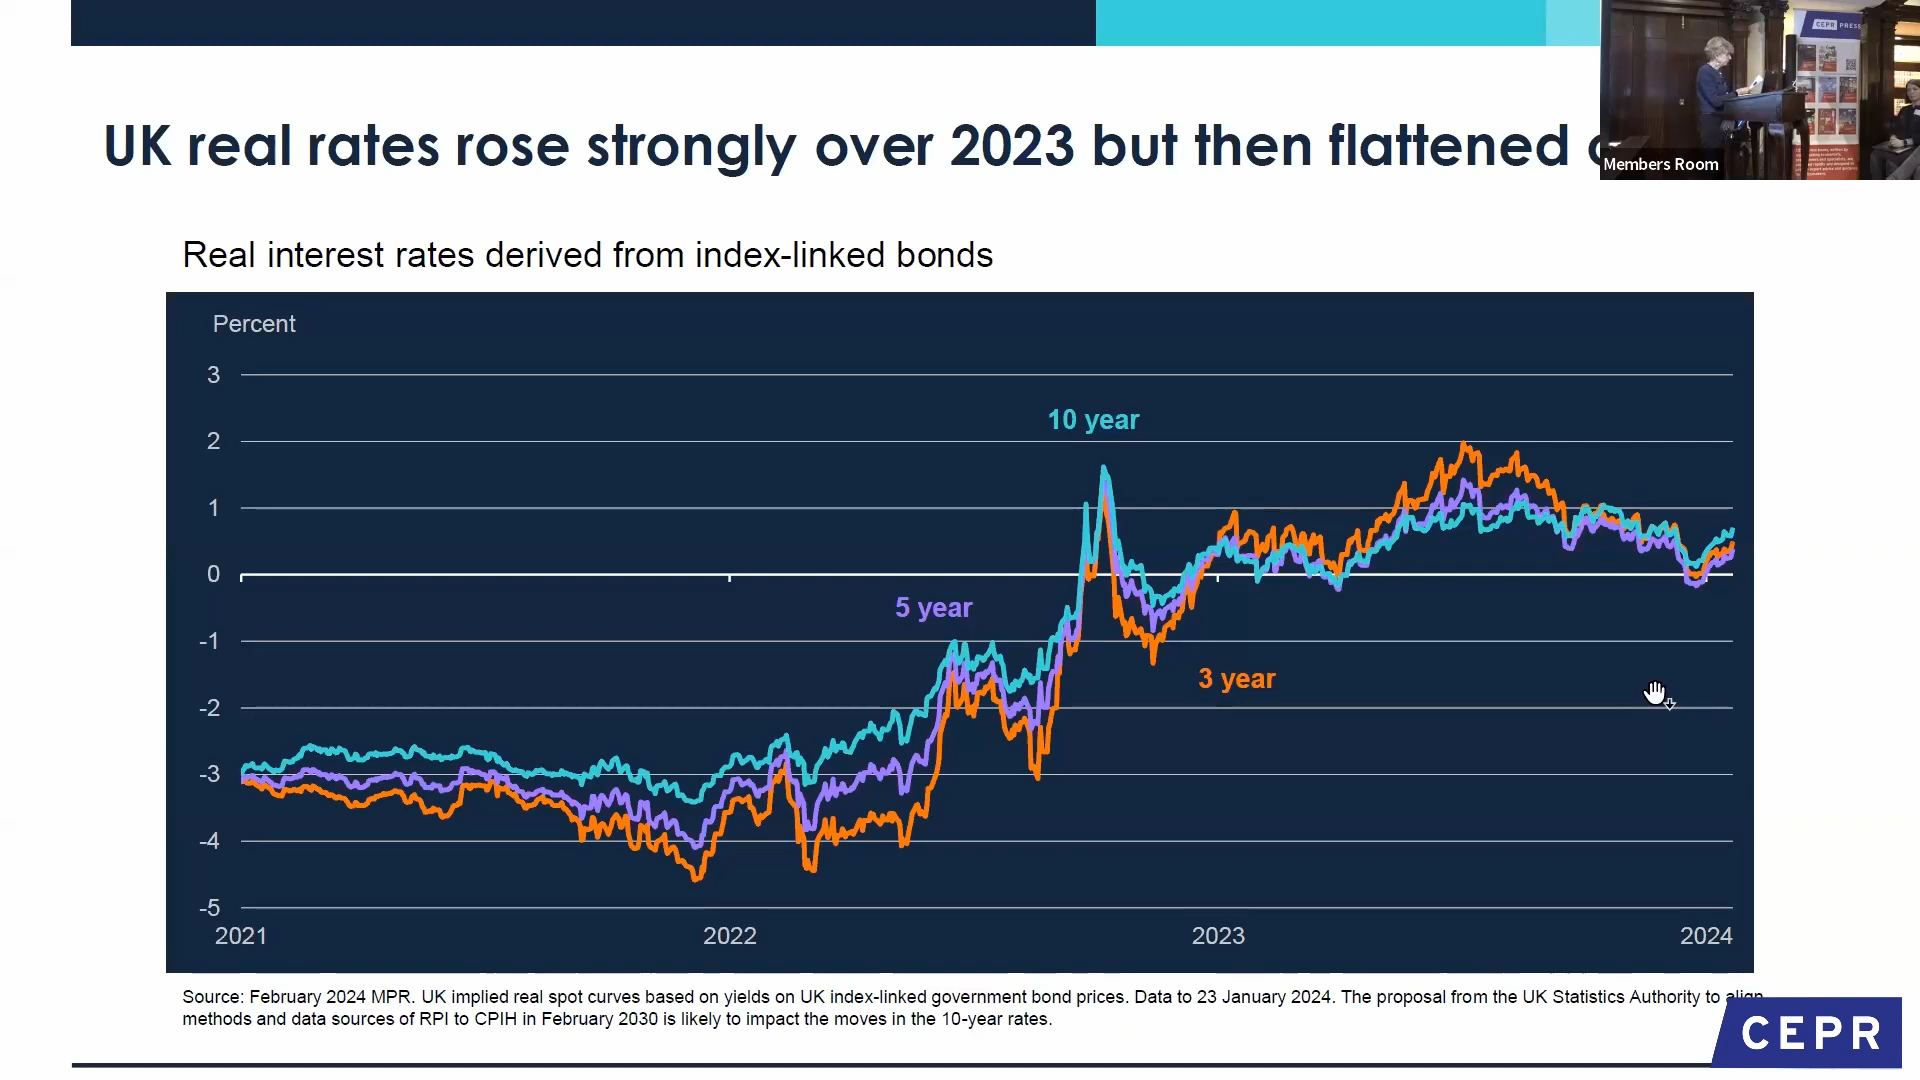 UK real rates rose strongly over 2023 but then flattened
Members Room
CEPR PRESS
Real interest rates derived from index-linked bonds
Percent
3
2
1
0
-1
-2
-3
-4
-5
10 year
5 year
3 year
2021 2022 2023 2024
Source: February 2024 MPR. UK implied real spot curves based on yields on UK index-linked government bond prices. Data to 23 January 2024. The proposal from the UK Statistics Authority to align
methods and data sources of RPI to CPIH in February 2030 is likely to impact the moves in the 10-year rates.
CEPR